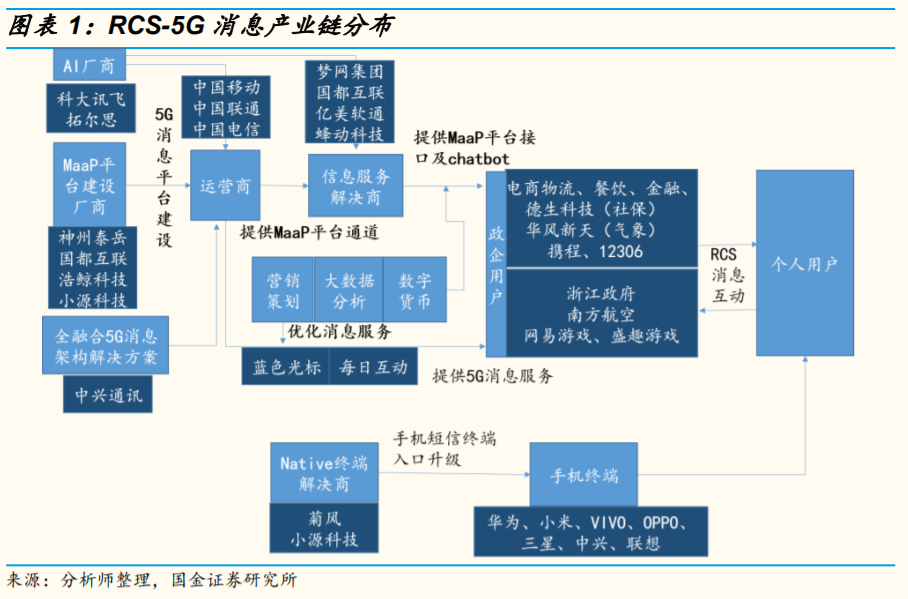 图表 1：RCS-5G 消息产业链分布
AI厂商
科大讯飞
拓尔思
MaaP平
台建设
厂商
神州泰岳
国都互联
浩鲸科技
小源科技
全融合5G消息
架构解决方案
中兴通讯
5G
消
息
平
台
建
设
中国移动
中国联通
中国电信
运营商
梦网集团
国都互联
亿美软通
蜂动科技
信息服务
解决商
提供MaaP平台通道
提供MaaP平台接
口及chatbot
营销
策划
大数据
分析
数字
货币
优化消息服务
蓝色光标
每日互动
提供5G消息服务
政
企
用
户
电商物流、餐饮、金融、
德生科技（社保）
华风新天（气象）
携程、12306
浙江政府
南方航空
网易游戏、盛趣游戏
RCS
消息
互动
个人用户
Native终端
解决商
菊风
小源科技
手机短信终端
入口升级
手机终端
华为、小米、VIVO、OPPO、
三星、中兴、联想
来源：分析师整理，国金证券研究所